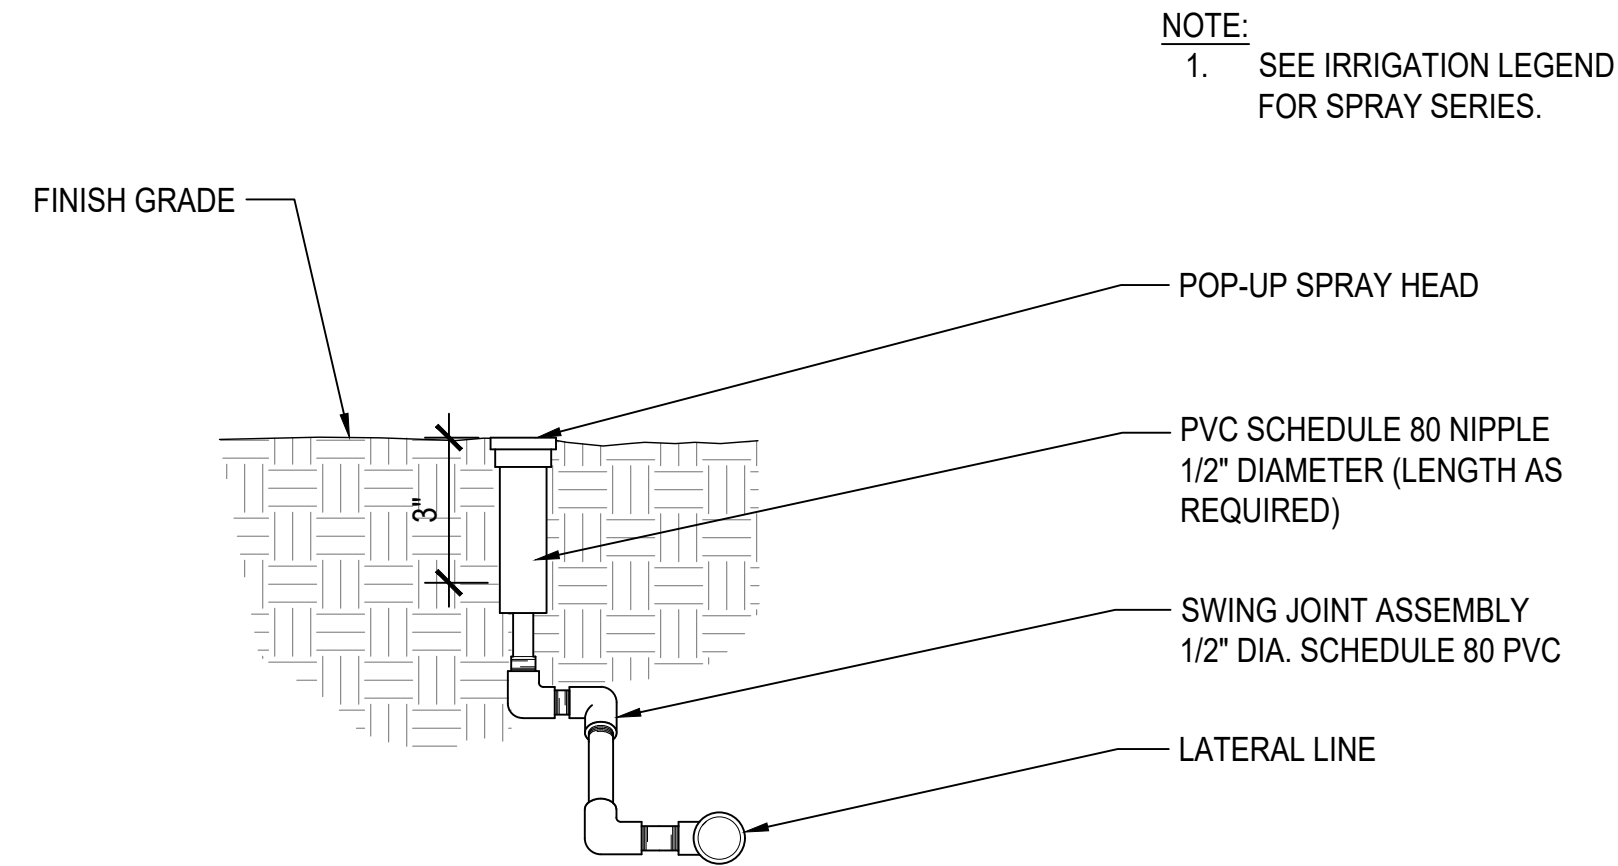 NOTE:
1. SEE IRRIGATION LEGEND
FOR SPRAY SERIES.
FINISH GRADE
POP-UP SPRAY HEAD
PVC SCHEDULE 80 NIPPLE
1/2" DIAMETER (LENGTH AS
REQUIRED)
3"
SWING JOINT ASSEMBLY
1/2" DIA. SCHEDULE 80 PVC
LATERAL LINE